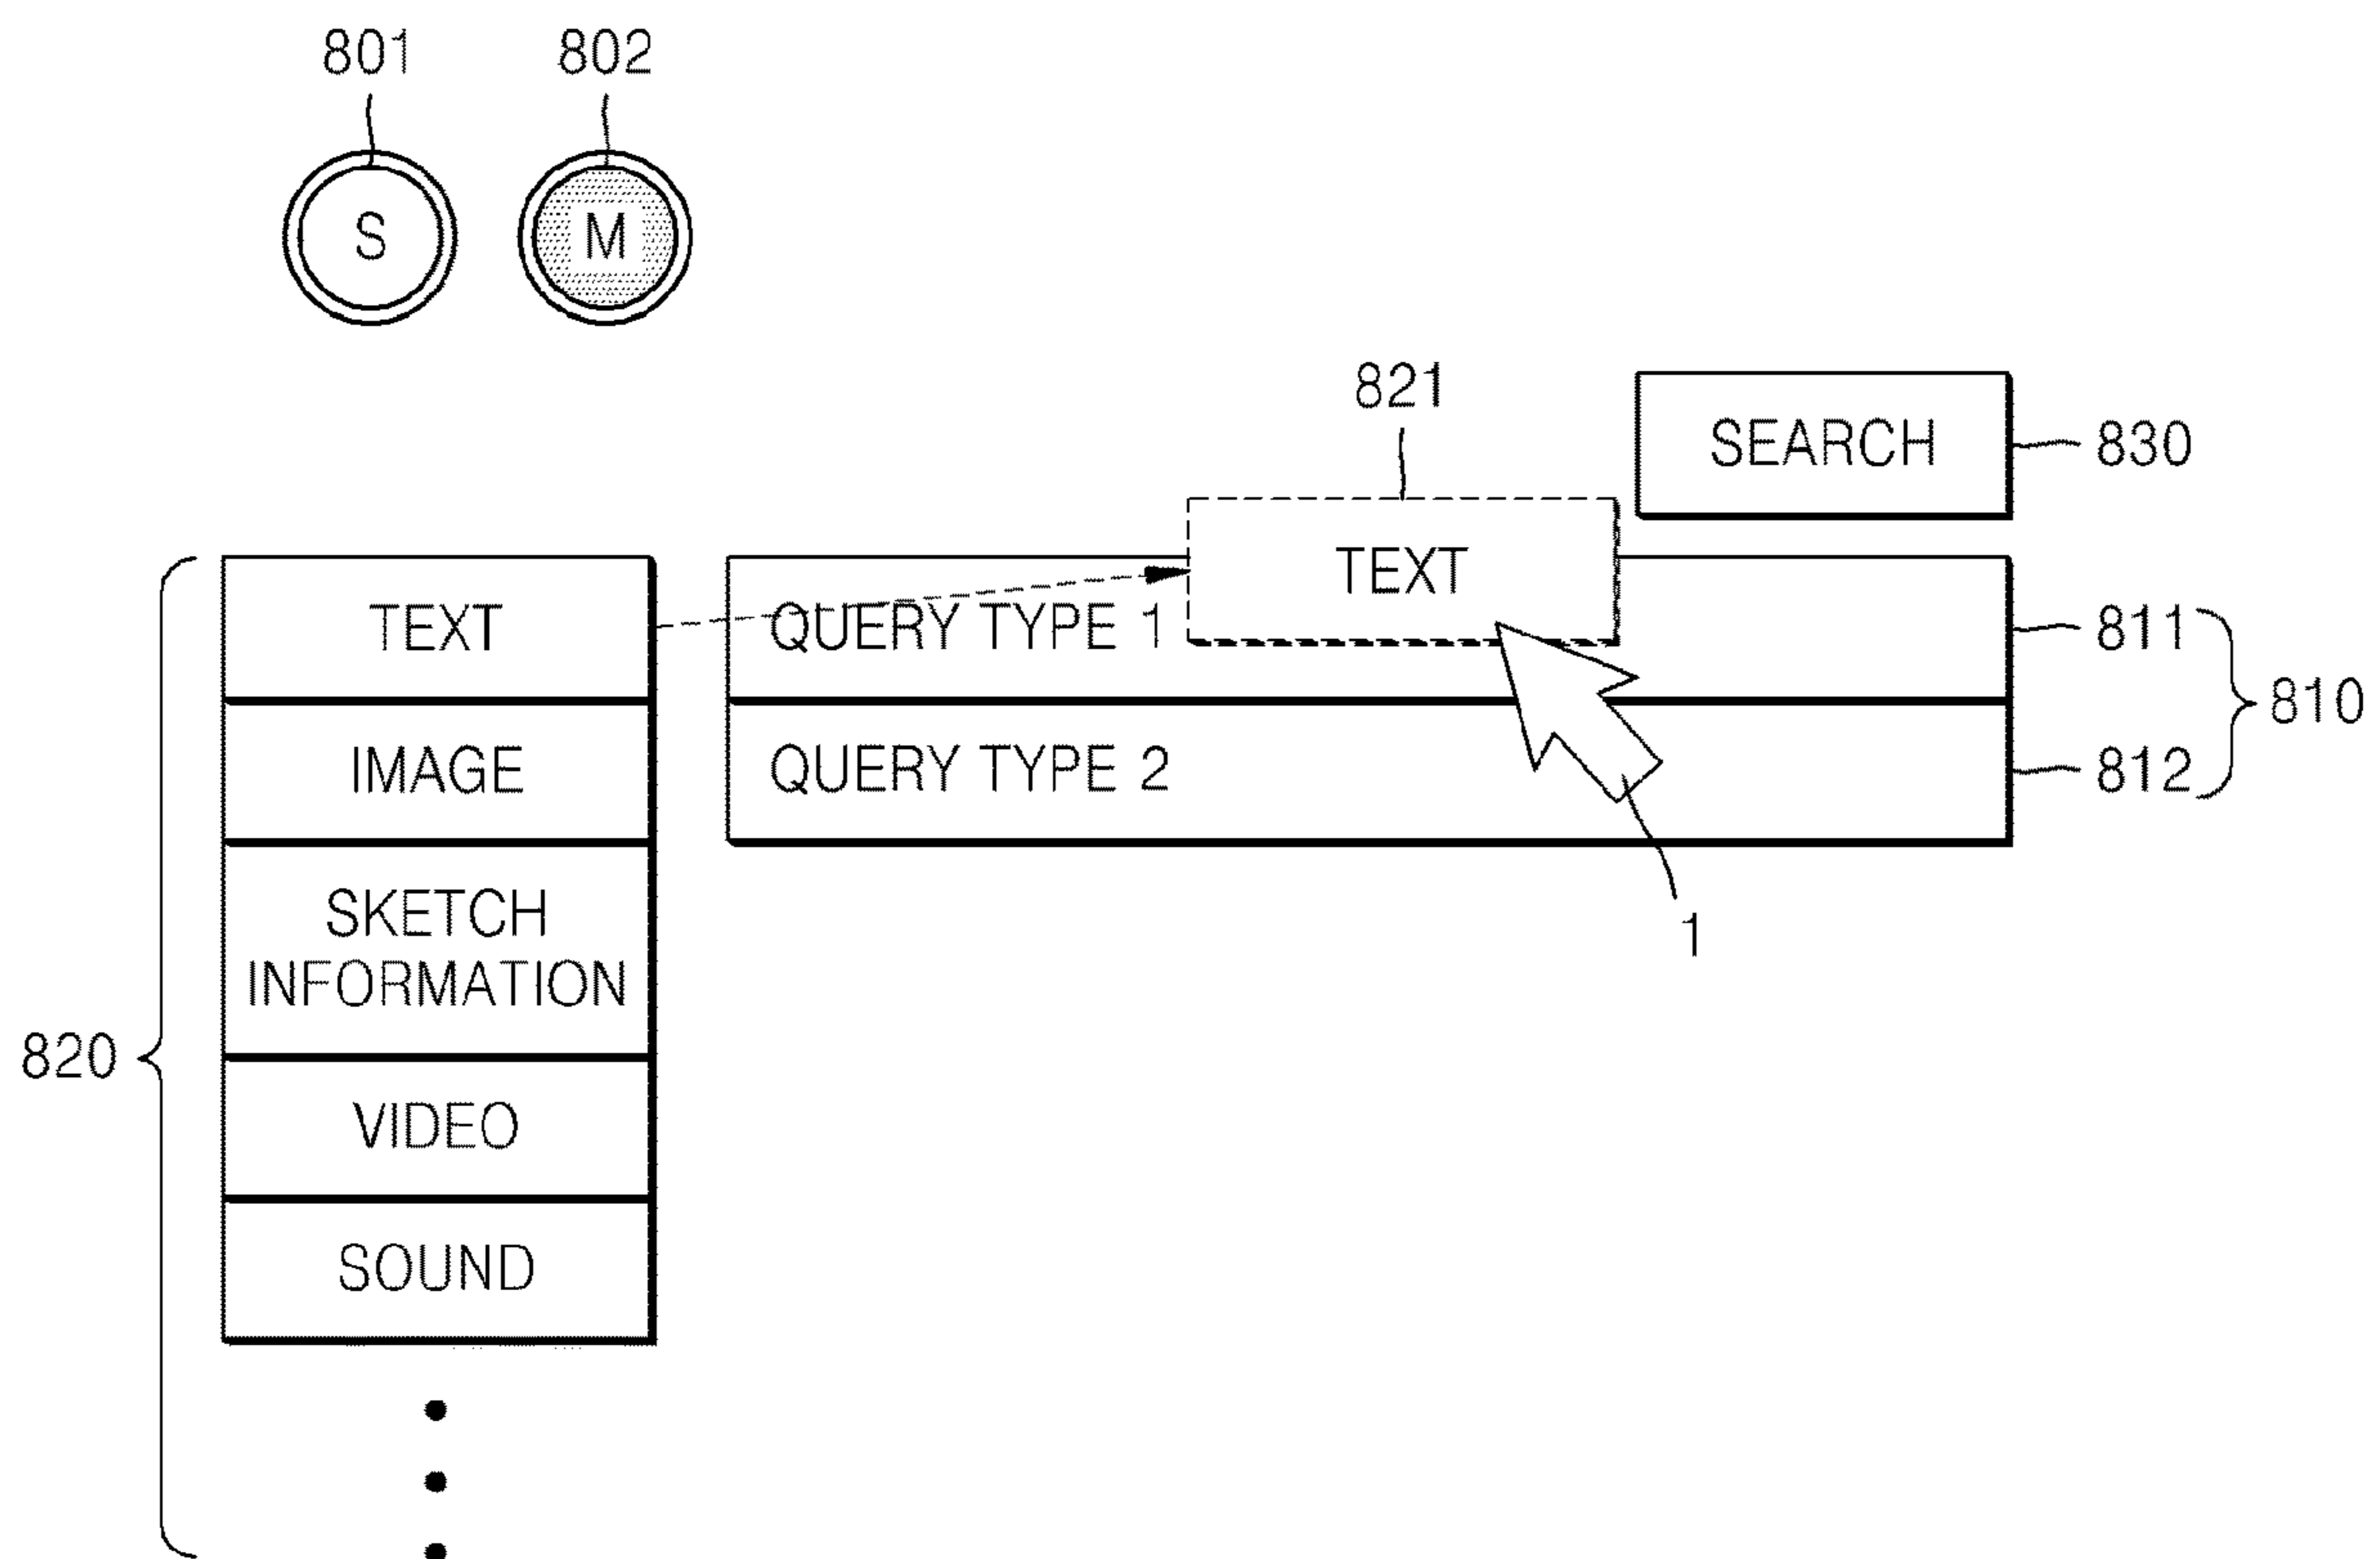 801 802
S M
821
SEARCH 830
TEXT
TEXT QUERY TYPE 1 811
810
IMAGE QUERY TYPE 2 812
SKETCH
INFORMATION
1
820
VIDEO
SOUND